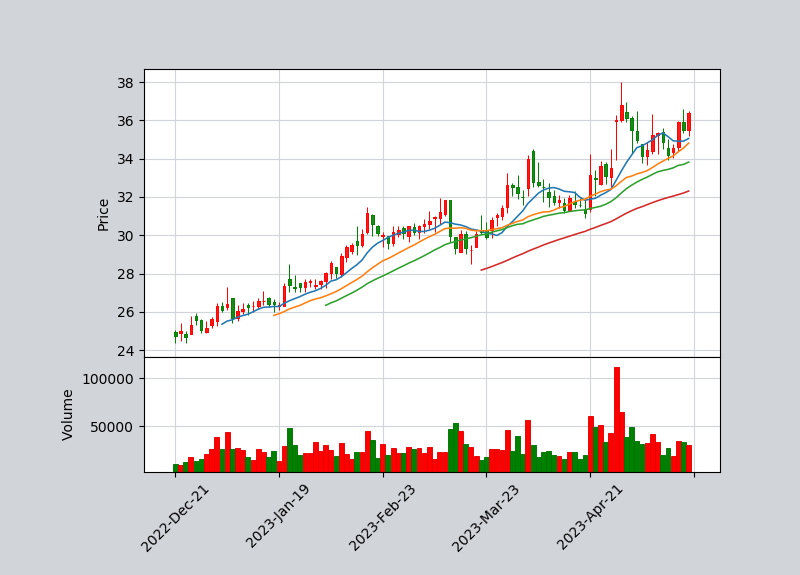 38
36
34
32
30
28
26
24
Price
100000
50000
Volume
2022-Dec-21
2023-Jan-19
2023-Feb-23
2023-Mar-23
2023-Apr-21